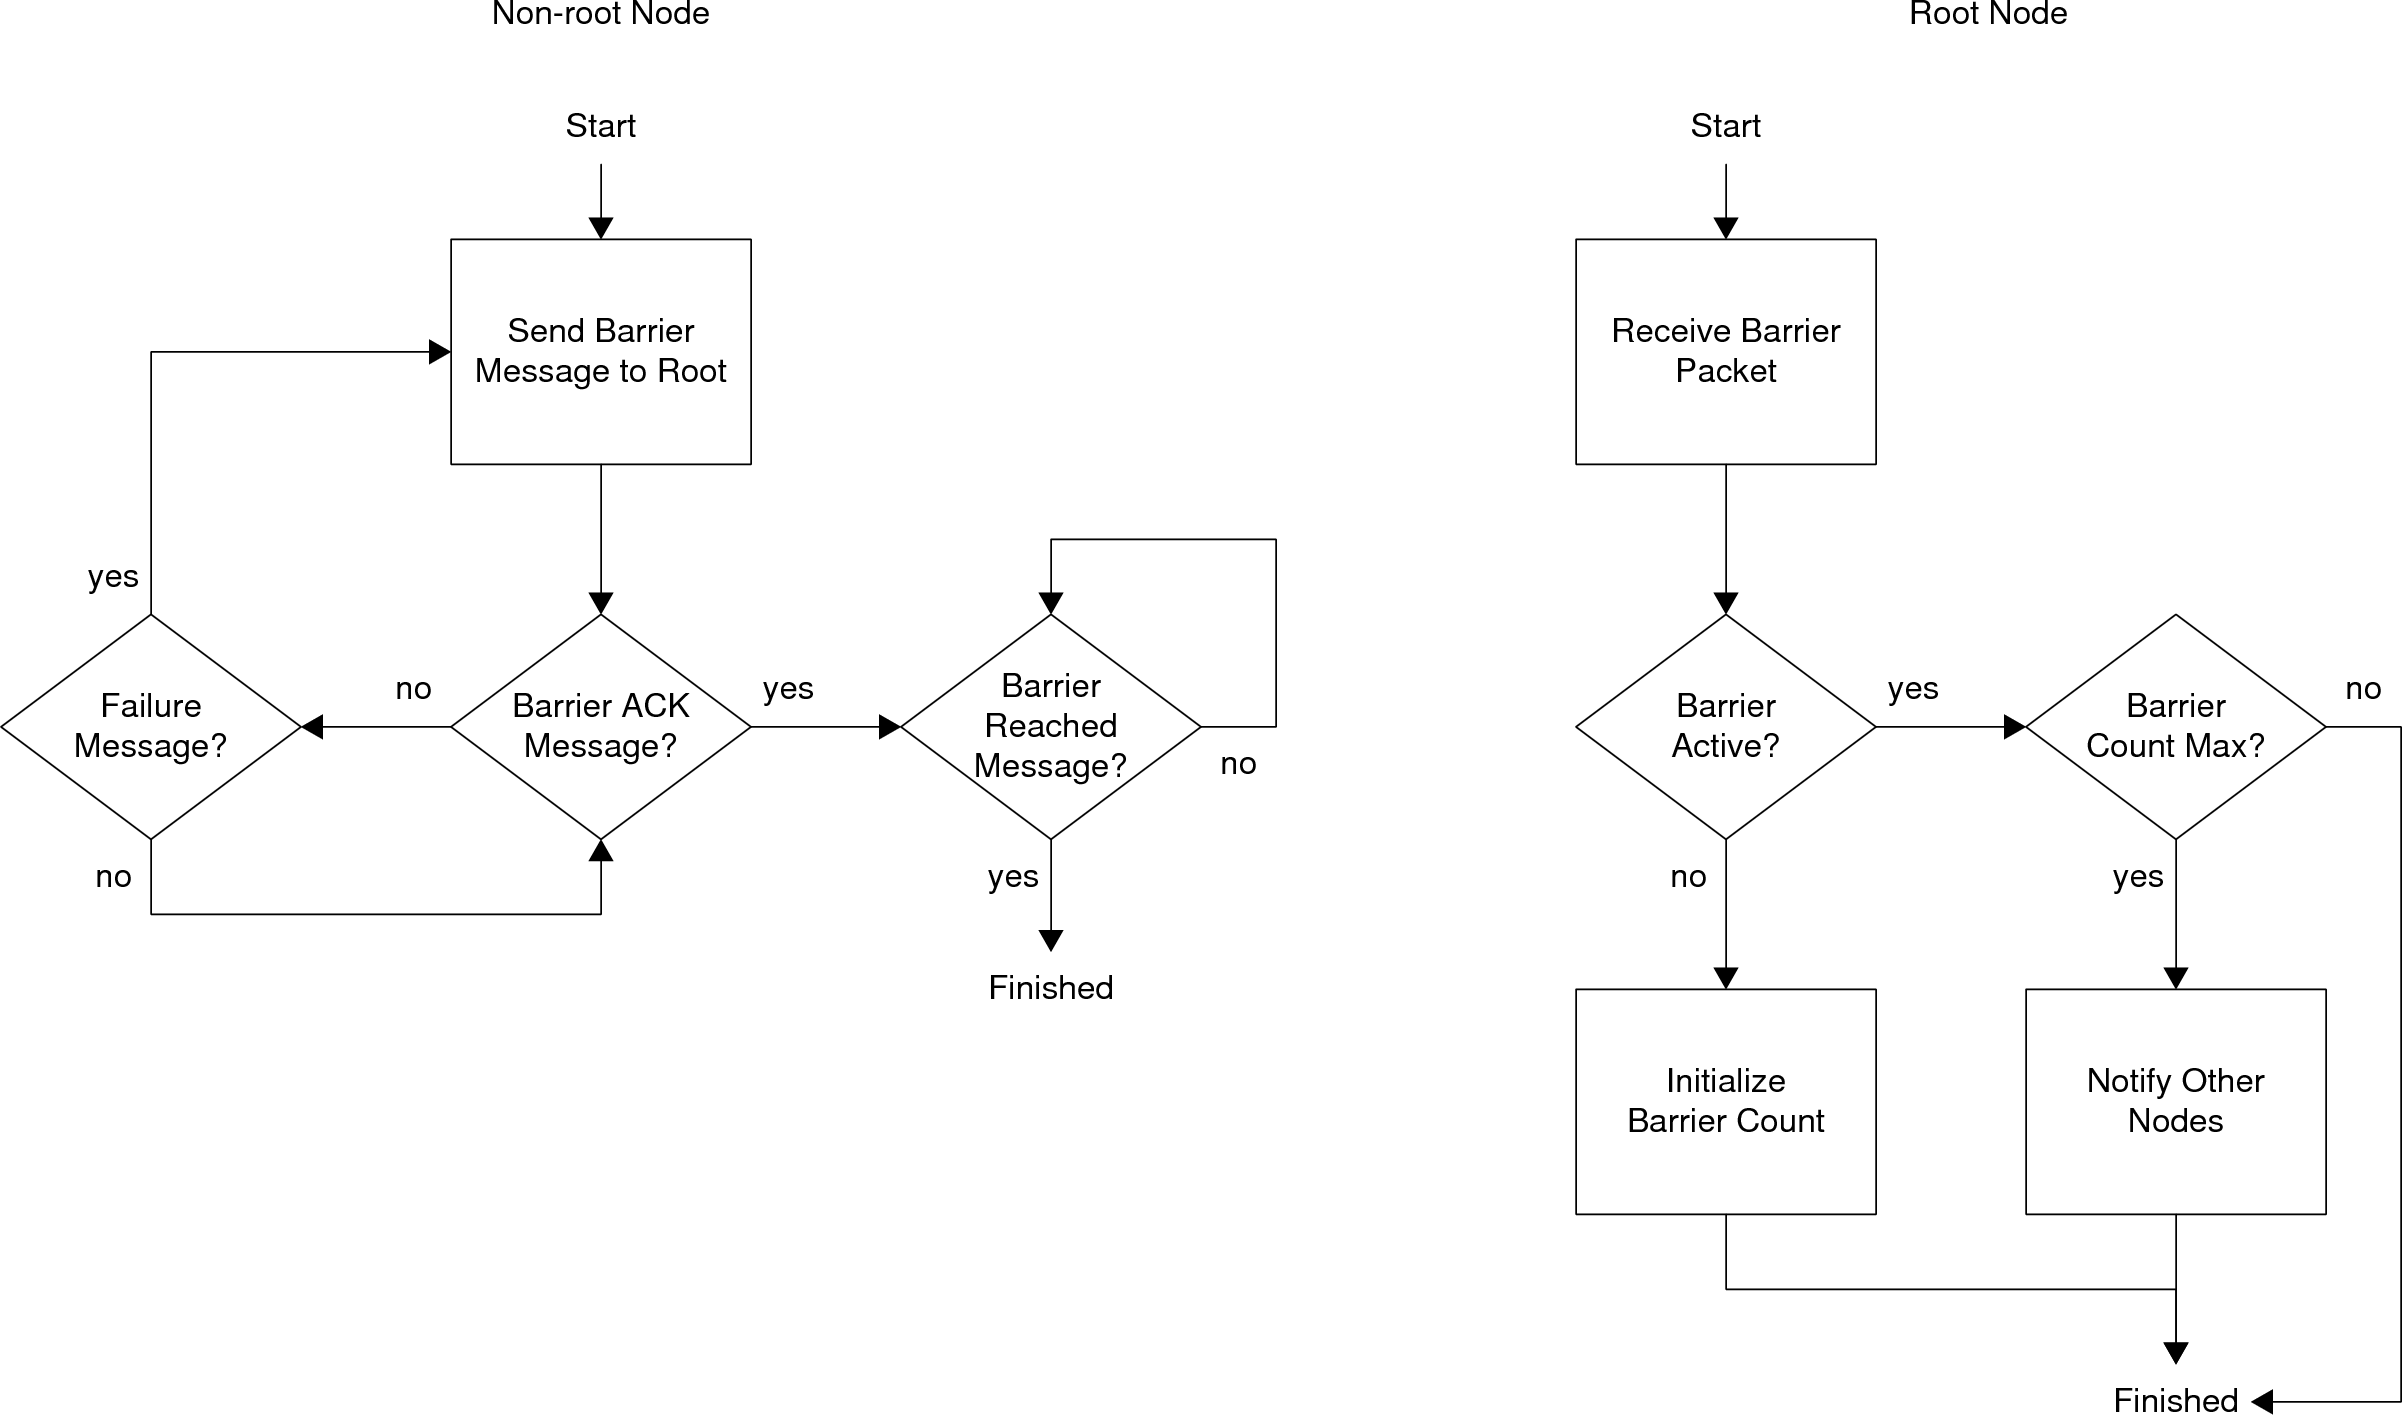 Non-root Node
Start
Send Barrier
Message to Root
yes
Failure
Message?
no
no
Barrier ACK
Message?
yes
Barrier
Reached
Message?
no
yes
Finished
Root Node
Start
Receive Barrier
Packet
Barrier
Active?
yes
no
Barrier
Count Max?
no
yes
Initialize
Barrier Count
Notify Other
Nodes
Finished